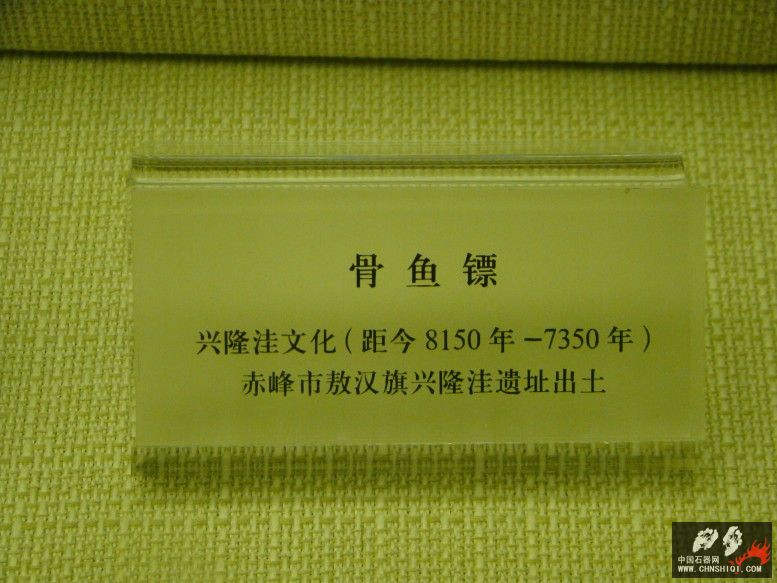 骨鱼镖
兴隆洼文化(距今8150年-7350年)
赤峰市敖汉旗兴隆洼遗址出土
中国石器网
WWW.CHNSHIQI.COM